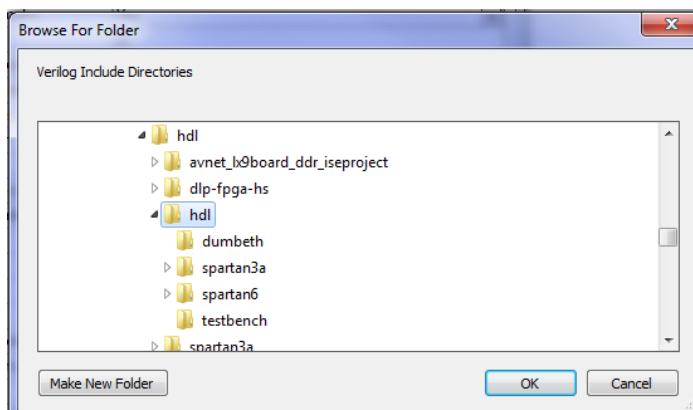 Browse For Folder
Verilog Include Directories
hdl
avnet_lx9board_ddr_iseproject
dlp-fpga-hs
hdl
dumbeth
spartan3a
spartan6
testbench
spartan3a
Make New Folder
OK
Cancel